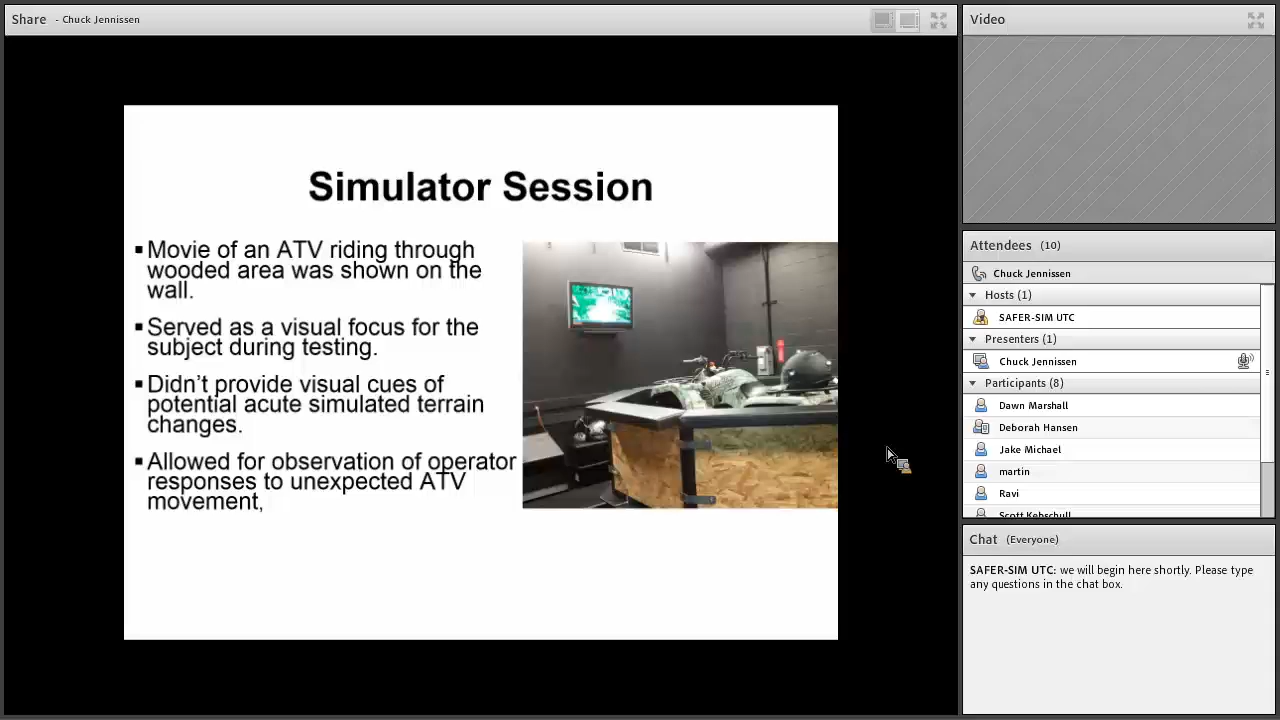 Share - Chuck Jennissen
Simulator Session
▪ Movie of an ATV riding through
wooded area was shown on the
wall.
▪ Served as a visual focus for the
subject during testing.
▪ Didn't provide visual cues of
potential acute simulated terrain
changes.
▪ Allowed for observation of operator
responses to unexpected ATV
movement,
Video
Attendees (10)
Chuck Jennissen
Hosts (1)
SAFER-SIM UTC
Presenters (1)
Chuck Jennissen
Participants (8)
Dawn Marshall
Deborah Hansen
Jake Michael
martin
Ravi
Scott Kebschull
Chat (Everyone)
SAFER-SIM UTC: we will begin here shortly. Please type
any questions in the chat box.